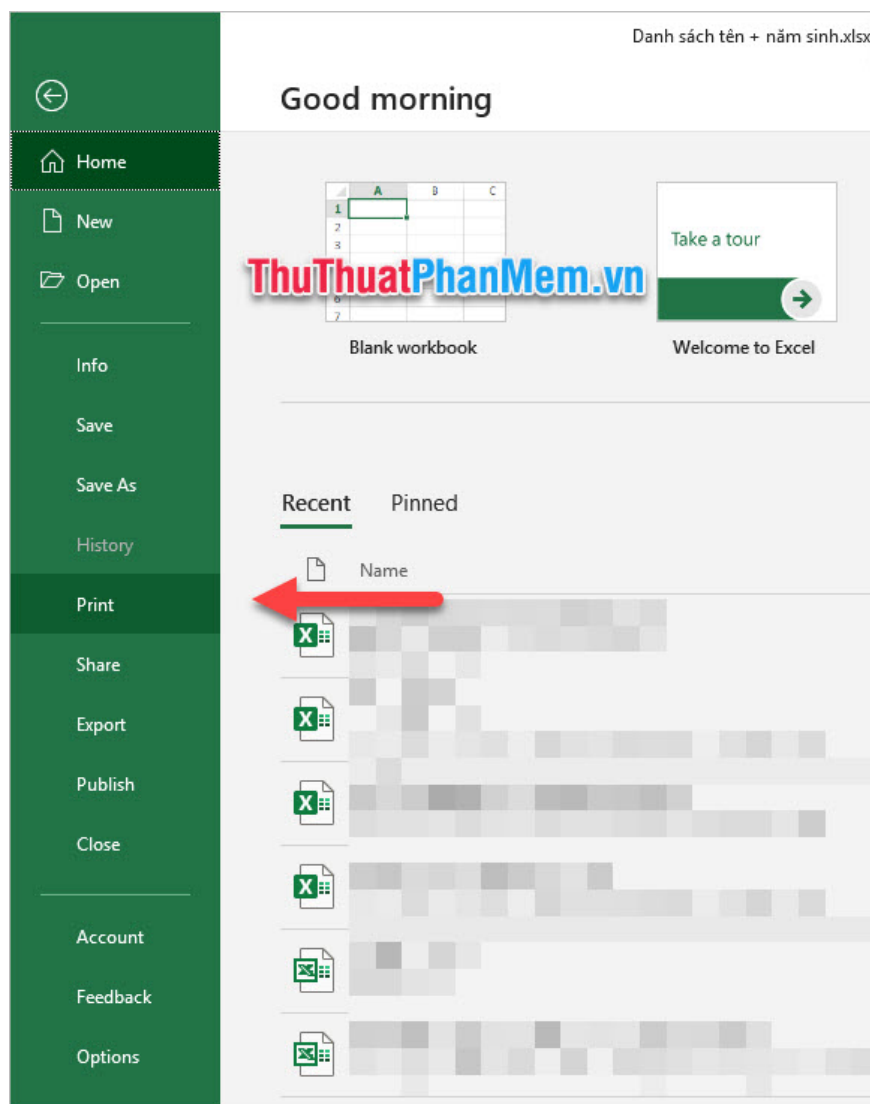 Danh sách tên + năm sinh.xlsx
Good morning
Home
New
Open
Info
Save
Save As
History
Print
Share
Export
Publish
Close
Account
Feedback
Options
A B C
1
2
3
6
7
ThuThuatPhanMem.vn
Blank workbook
Take a tour
Welcome to Excel
Recent Pinned
Name